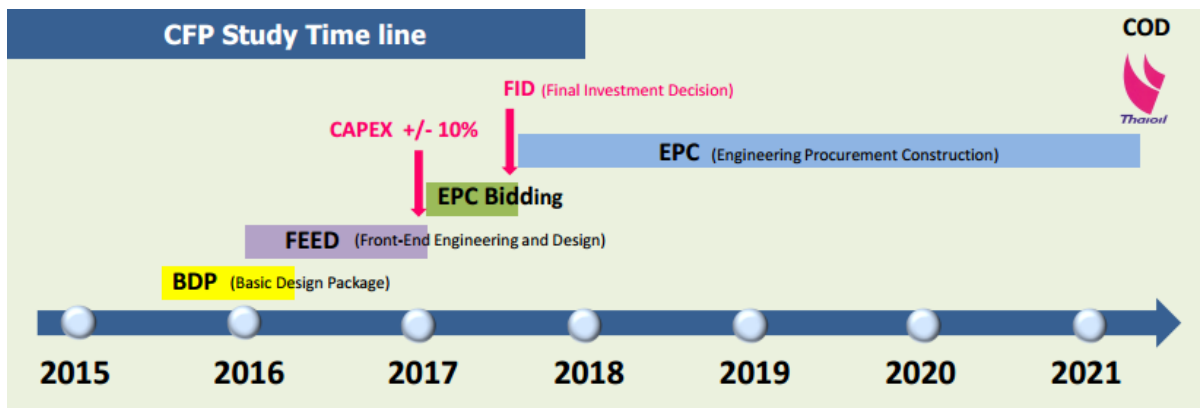 CFP Study Time line
COD
Thaioil
FID (Final Investment Decision)
CAPEX +/- 10%
EPC (Engineering Procurement Construction)
EPC Bidding
FEED (Front-End Engineering and Design)
BDP (Basic Design Package)
2015 2016 2017 2018 2019 2020 2021